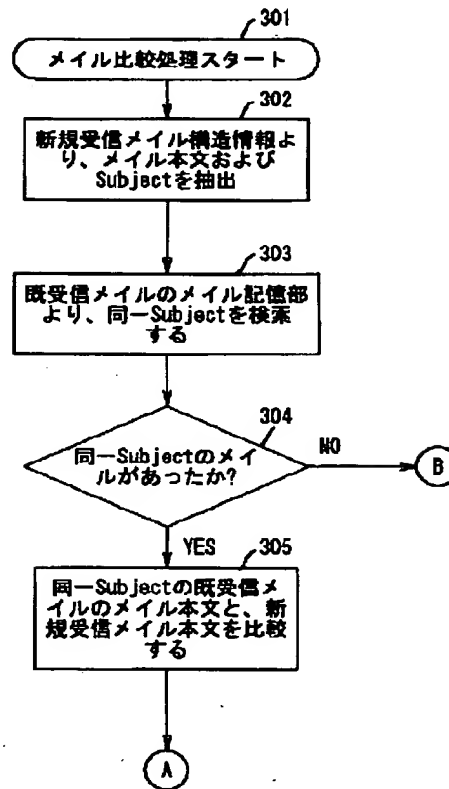 301
メイル比較処理スタート
302
新規受信メイル構造情報よ
り、メイル本文および
Subjectを抽出
303
既受信メイルのメイル記憶部
より、同一Subjectを検索
する
304
同一Subjectのメイ
ルがあったか?
NO
B
YES
305
同一Subjectの既受信メ
イルのメイル本文と、新
規受信メイル本文を比較
する
A